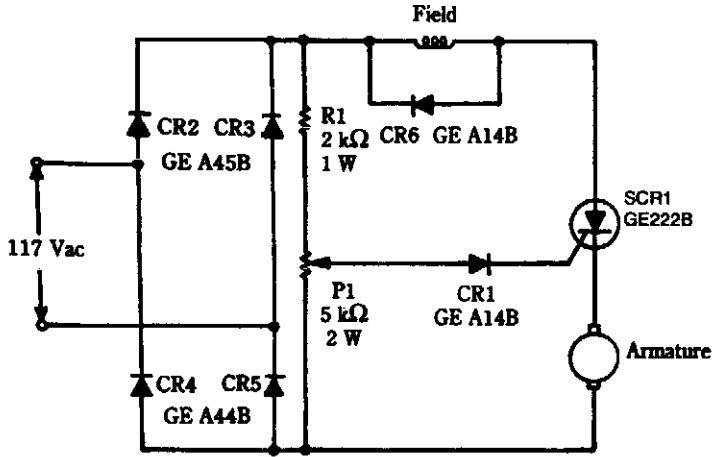 Field
R1
2 kΩ
1 W
CR2
CR3
GE A45B
CR6 GE A14B
SCR1
GE222B
117 Vac
P1
5 kΩ
2 W
CR1
GE A14B
Armature
CR4
CR5
GE A44B